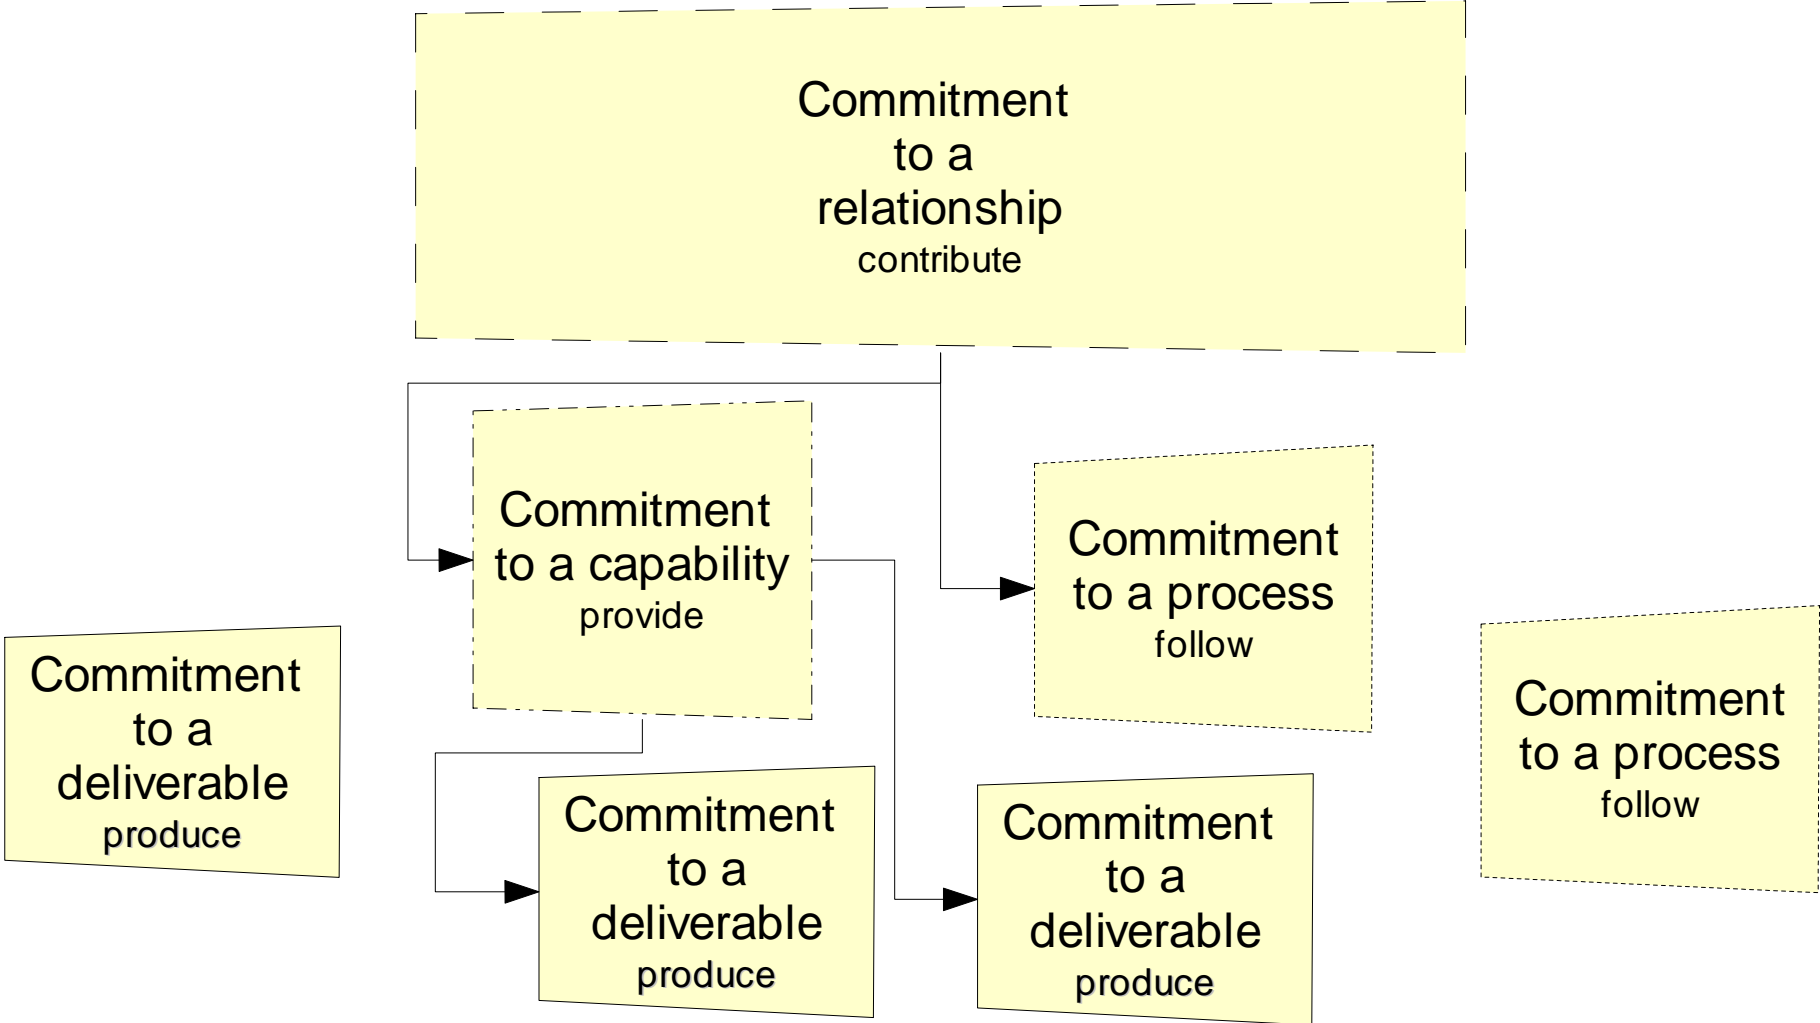 Commitment
to a
relationship
contribute
Commitment
to a capability
provide
Commitment
to a process
follow
Commitment
to a
deliverable
produce
Commitment
to a process
follow
Commitment
to a
deliverable
produce
Commitment
to a
deliverable
produce